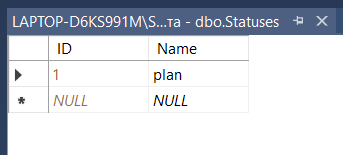 LAPTOP-D6KS991M\S...та - dbo.Statuses
ID Name
1 plan
NULL NULL